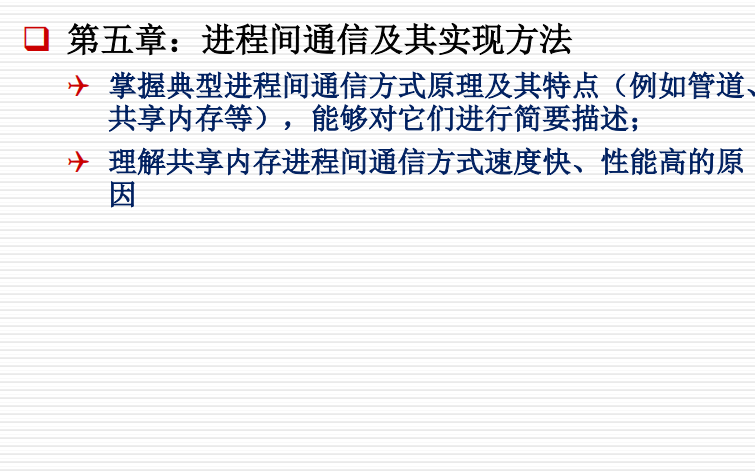 第五章：进程间通信及其实现方法
掌握典型进程间通信方式原理及其特点（例如管道、
共享内存等），能够对它们进行简要描述；
理解共享内存进程间通信方式速度快、性能高的原
因